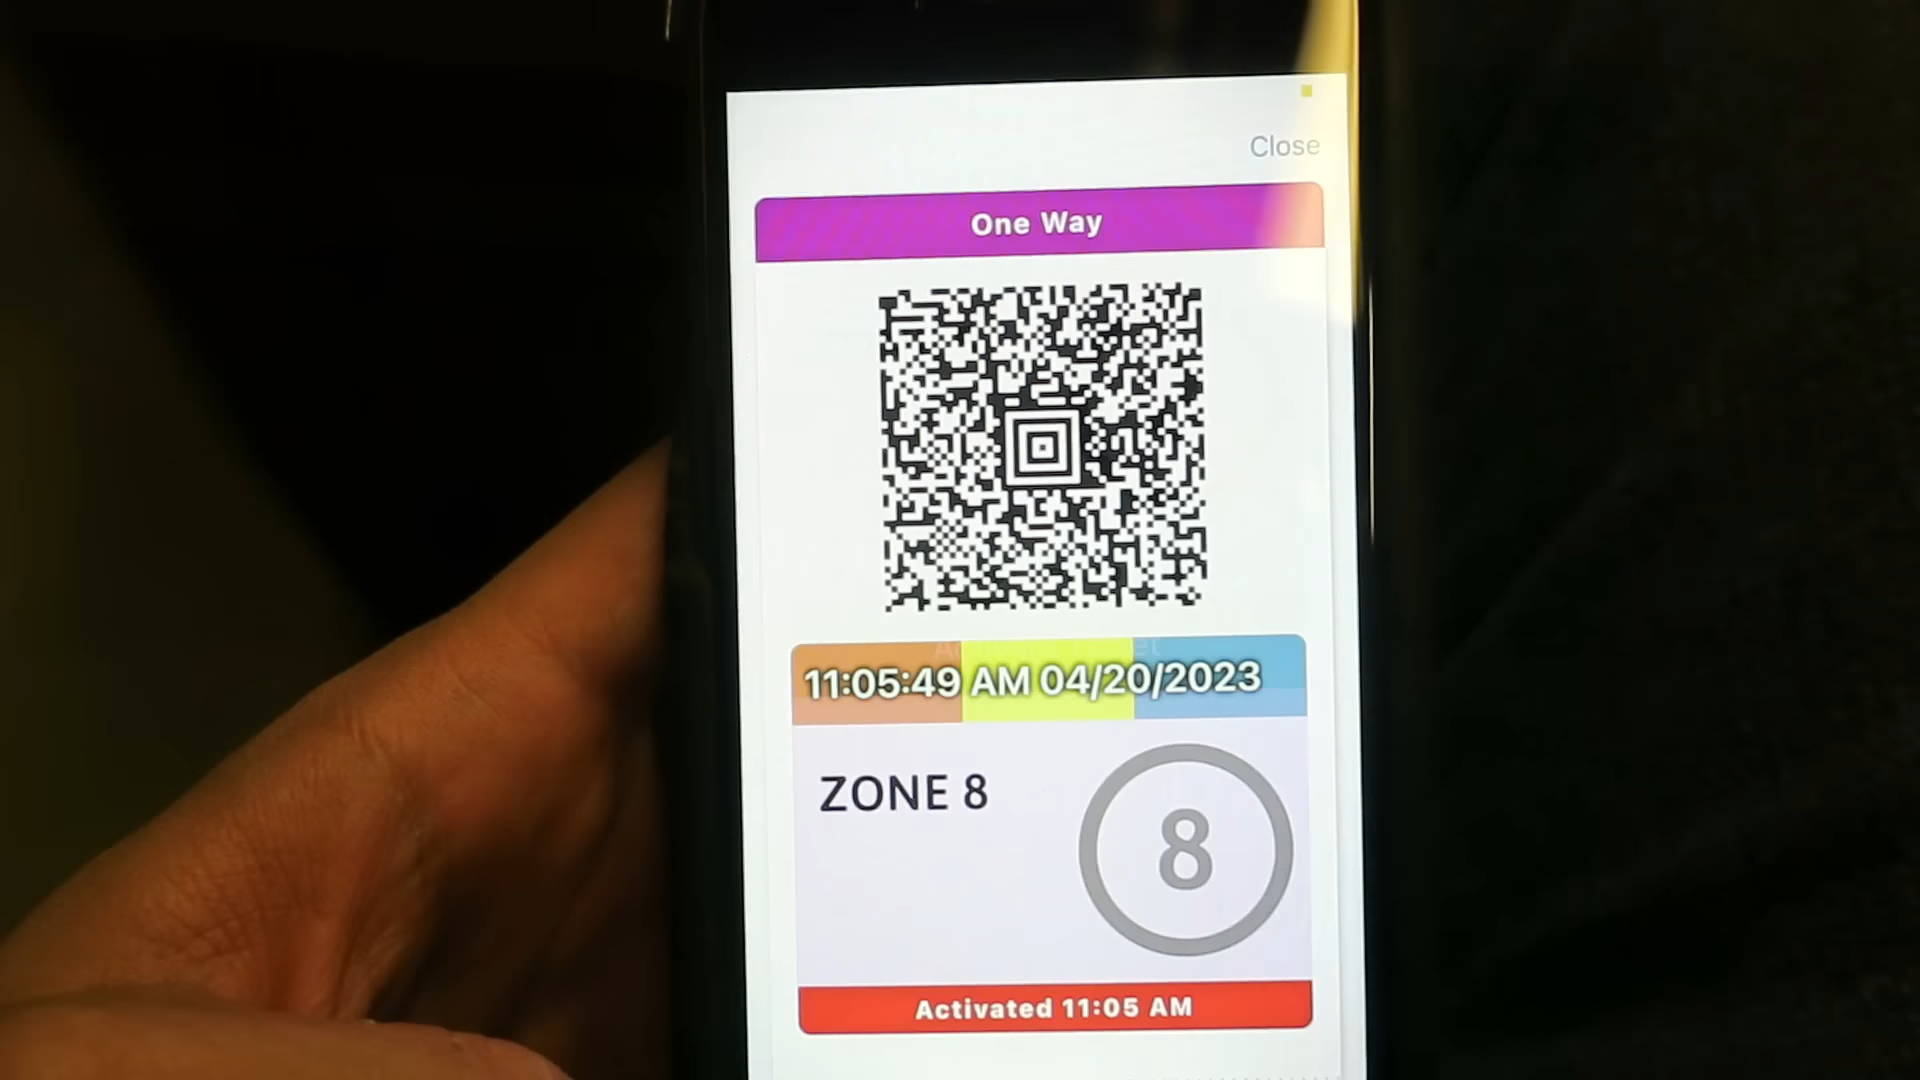 Close
One Way
11:05:49 AM 04/20/2023
ZONE 8
8
Activated 11:05 AM